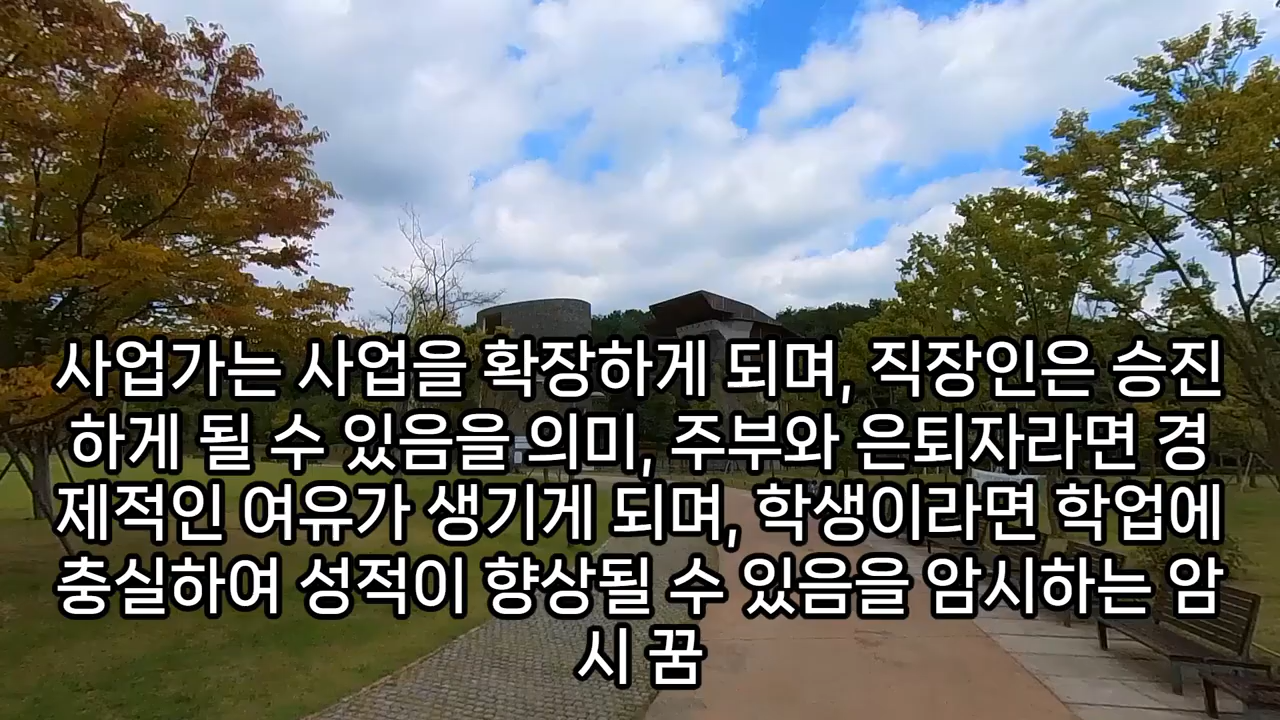 사업가는 사업을 확장하게 되며, 직장인은 승진
하게 될 수 있음을 의미, 주부와 은퇴자라면 경
제적인 여유가 생기게 되며, 학생이라면 학업에
충실하여 성적이 향상될 수 있음을 암시하는 암
시 꿈